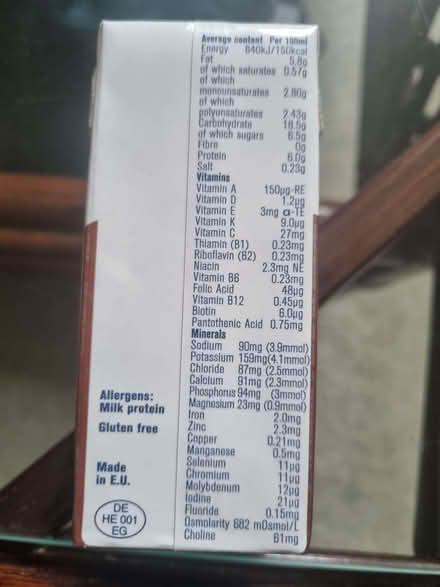 Average content Per 100ml
Energy 640kJ/150kcal
Fat 5.8g
of which saturates 0.57g
of which
monounsaturates 2.80g
of which
polyunsaturates 2.43g
Carbohydrate 18.5g
of which sugars 6.5g
Fibre 0g
Protein 6.0g
Salt 0.23g
Vitamins
Vitamin A 150µg-RE
Vitamin D 1.2µg
Vitamin E 3mg α-TE
Vitamin K 9.0µg
Vitamin C 27mg
Thiamin (B1) 0.23mg
Riboflavin (B2) 0.23mg
Niacin 2.3mg NE
Vitamin B6 0.23mg
Folic Acid 48µg
Vitamin B12 0.45µg
Biotin 6.0µg
Pantothenic Acid 0.75mg
Minerals
Sodium 90mg (3.9mmol)
Potassium 159mg(4.1mmol)
Chloride 87mg (2.5mmol)
Calcium 91mg (2.3mmol)
Phosphorus 94mg (3mmol)
Magnesium 23mg (0.9mmol)
Iron 2.0mg
Zinc 2.3mg
Copper 0.21mg
Manganese 0.5mg
Selenium 11µg
Chromium 11µg
Molybdenum 12µg
Iodine 21µg
Fluoride 0.15mg
Osmolarity 682 mOsmol/L
Choline 61mg
Allergens:
Milk protein
Gluten free
Made
in E.U.
DE
HE 001
EG